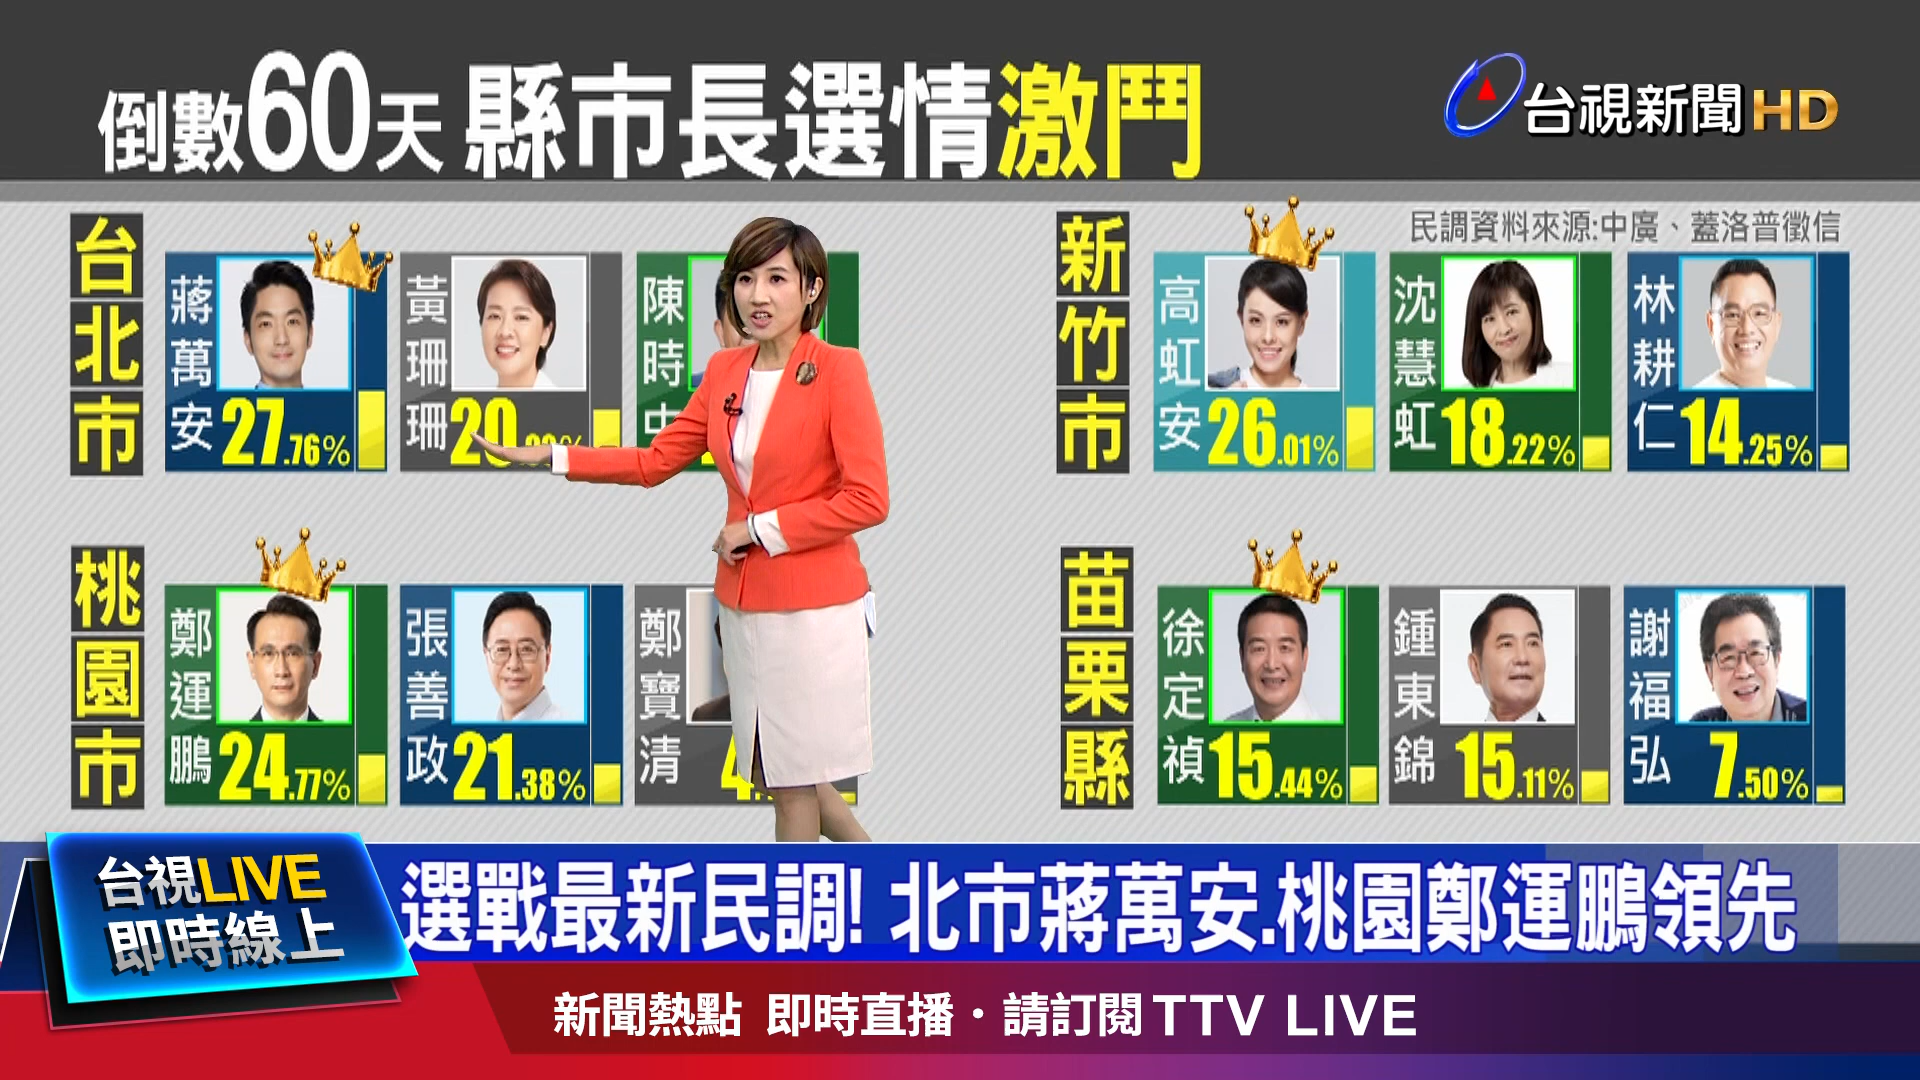 倒數60天 縣市長選情激鬥
台視新聞HD
民調資料來源:中廣、蓋洛普徵信
台北市
蔣萬安
27.76%
黃珊珊
20
陳時中
新竹市
高虹安
26.01%
沈慧虹
18.22%
林耕仁
14.25%
桃園市
鄭運鵬
24.77%
張善政
21.38%
鄭寶清
4.
苗栗縣
徐定禎
15.44%
鍾東錦
15.11%
謝福弘
7.50%
台視LIVE
即時線上
選戰最新民調! 北市蔣萬安.桃園鄭運鵬領先
新聞熱點 即時直播・請訂閱TTV LIVE